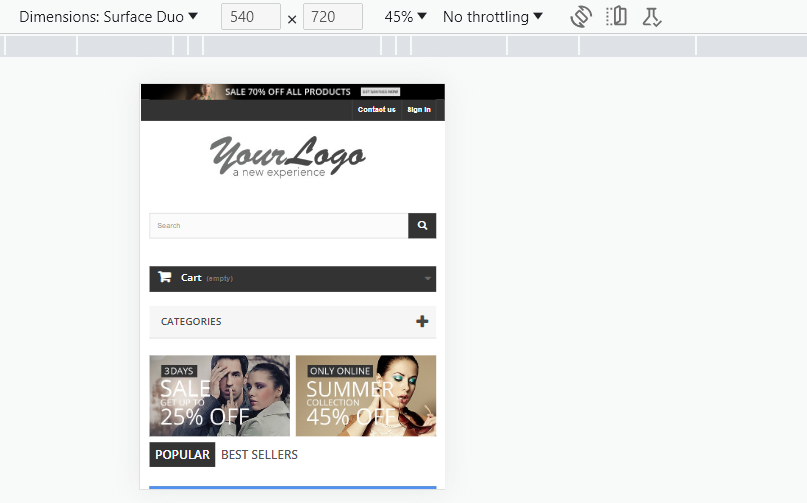 Dimensions: Surface Duo 540 × 720 45% No throttling
SALE 70% OFF ALL PRODUCTS
Contact us Sign in
YourLogo
a new experience
Search
Cart (empty)
CATEGORIES
3 DAYS
SALE
GET UP TO
25% OFF
ONLY ONLINE
SUMMER
COLLECTION
45% OFF
POPULAR BEST SELLERS